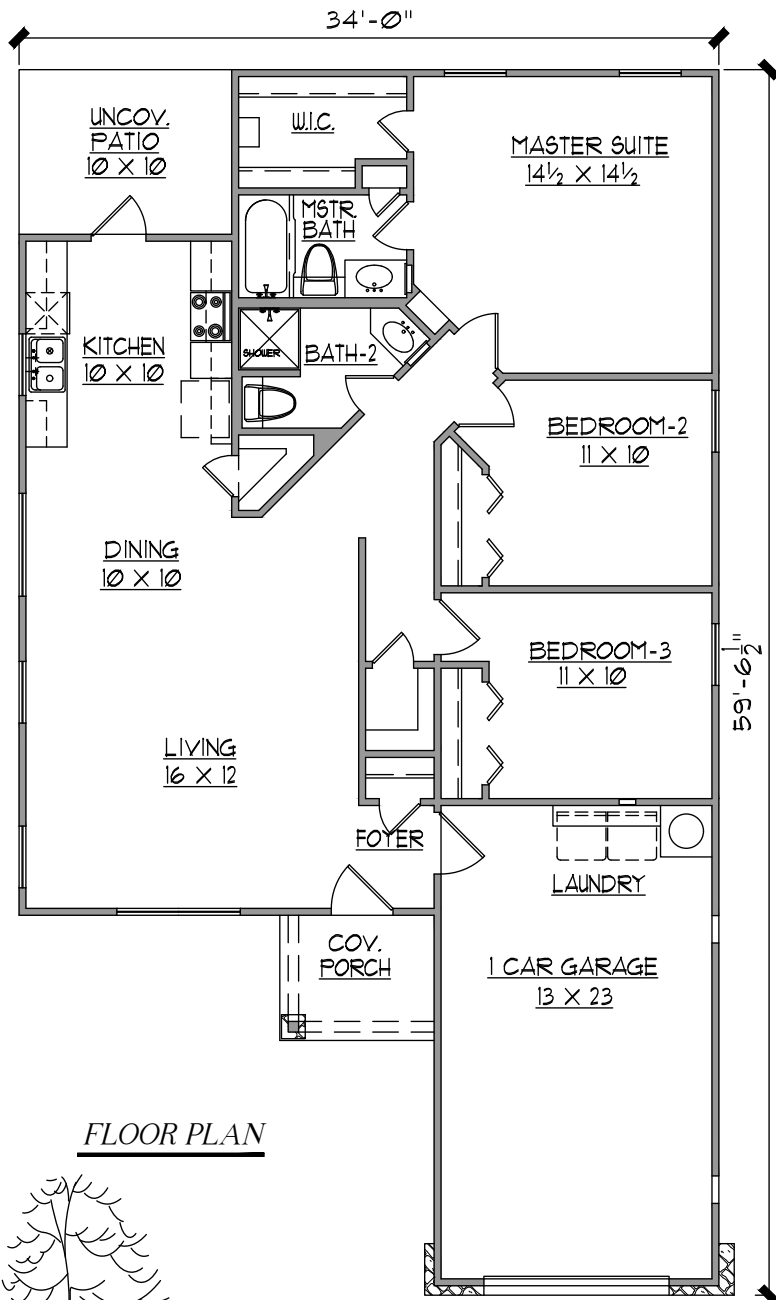 34'-0"
UNCOV.
PATIO
10 X 10
W.I.C.
MASTER SUITE
14½ X 14½
MSTR.
BATH
KITCHEN
10 X 10
SHOWER
BATH-2
BEDROOM-2
11 X 10
DINING
10 X 10
BEDROOM-3
11 X 10
59'-6½"
LIVING
16 X 12
FOYER
LAUNDRY
COV.
PORCH
1 CAR GARAGE
13 X 23
FLOOR PLAN